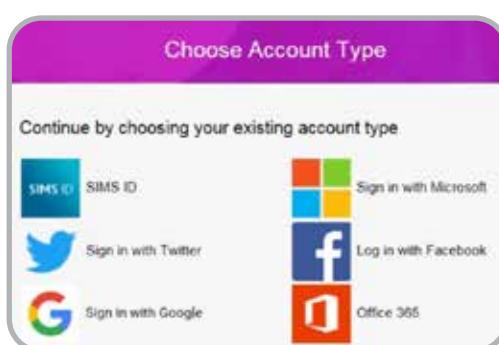 Choose Account Type
Continue by choosing your existing account type
SIMS ID SIMS ID
Sign in with Microsoft
Sign in with Twitter
Log in with Facebook
Sign in with Google
Office 365